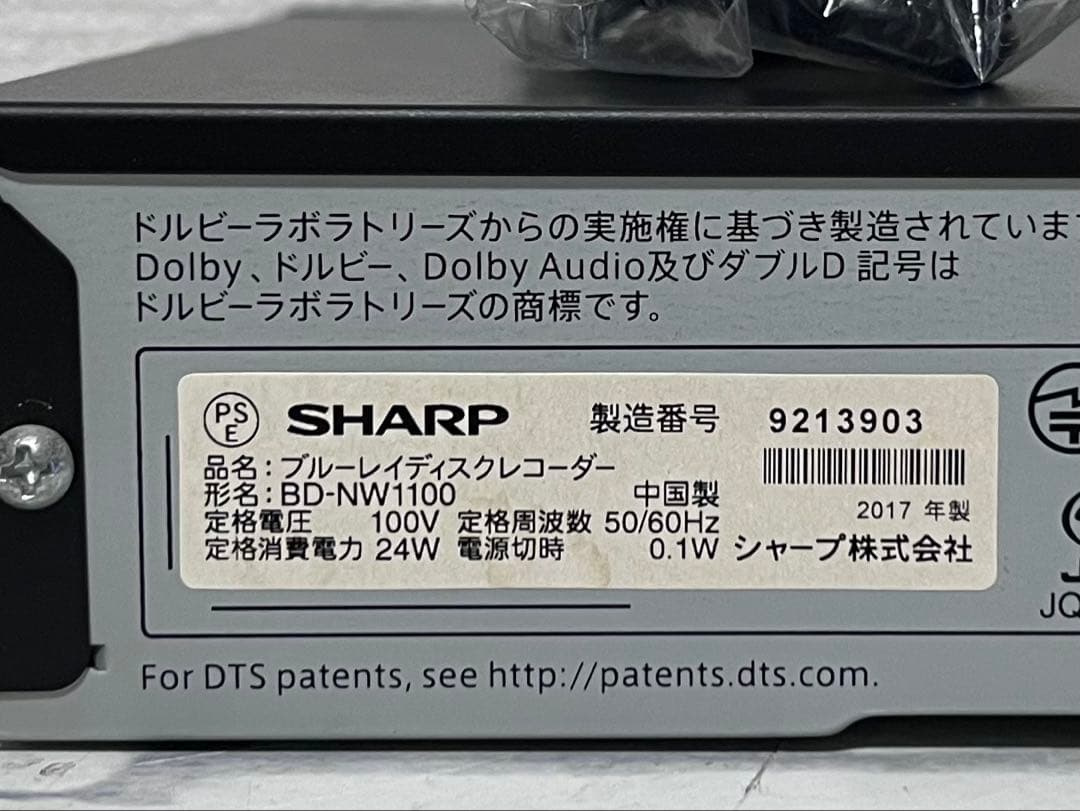 ドルビーラボラトリーズからの実施権に基づき製造されていま
Dolby、ドルビー、Dolby Audio及びダブルD 記号は
ドルビーラボラトリーズの商標です。
PSE SHARP 製造番号 9213903
品名:ブルーレイディスクレコーダー
形名:BD-NW1100 中国製
2017 年製
定格電圧 100V 定格周波数 50/60Hz
定格消費電力 24W 電源切時 0.1W シャープ株式会社
JQ
For DTS patents, see http://patents.dts.com.